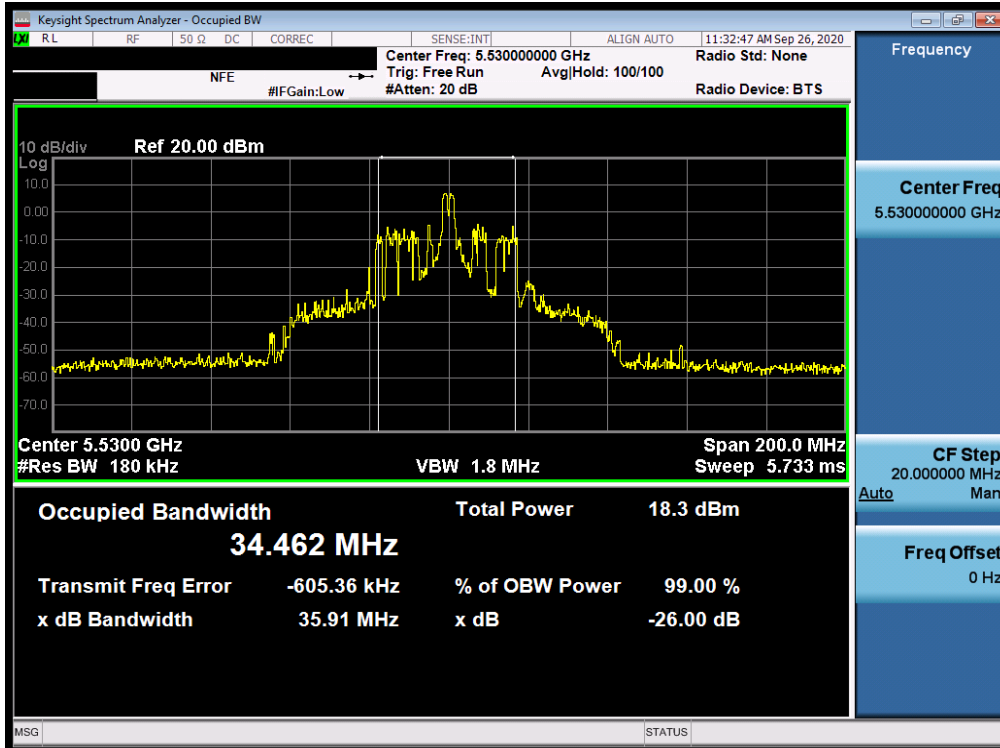 Keysight Spectrum Analyzer - Occupied BW
LXI RL RF 50 Ω DC CORREC SENSE:INT ALIGN AUTO 11:32:47 AM Sep 26, 2020
Center Freq: 5.530000000 GHz Radio Std: None
NFE Trig: Free Run Avg|Hold: 100/100
#IFGain:Low #Atten: 20 dB Radio Device: BTS
10 dB/div Ref 20.00 dBm
Log
10.0
0.00
-10.0
-20.0
-30.0
-40.0
-50.0
-60.0
-70.0
Center 5.5300 GHz Span 200.0 MHz
#Res BW 180 kHz VBW 1.8 MHz Sweep 5.733 ms
Occupied Bandwidth Total Power 18.3 dBm
34.462 MHz
Transmit Freq Error -605.36 kHz % of OBW Power 99.00 %
x dB Bandwidth 35.91 MHz x dB -26.00 dB
Frequency
Center Freq
5.530000000 GHz
CF Step
20.000000 MHz
Auto Man
Freq Offset
0 Hz
MSG STATUS